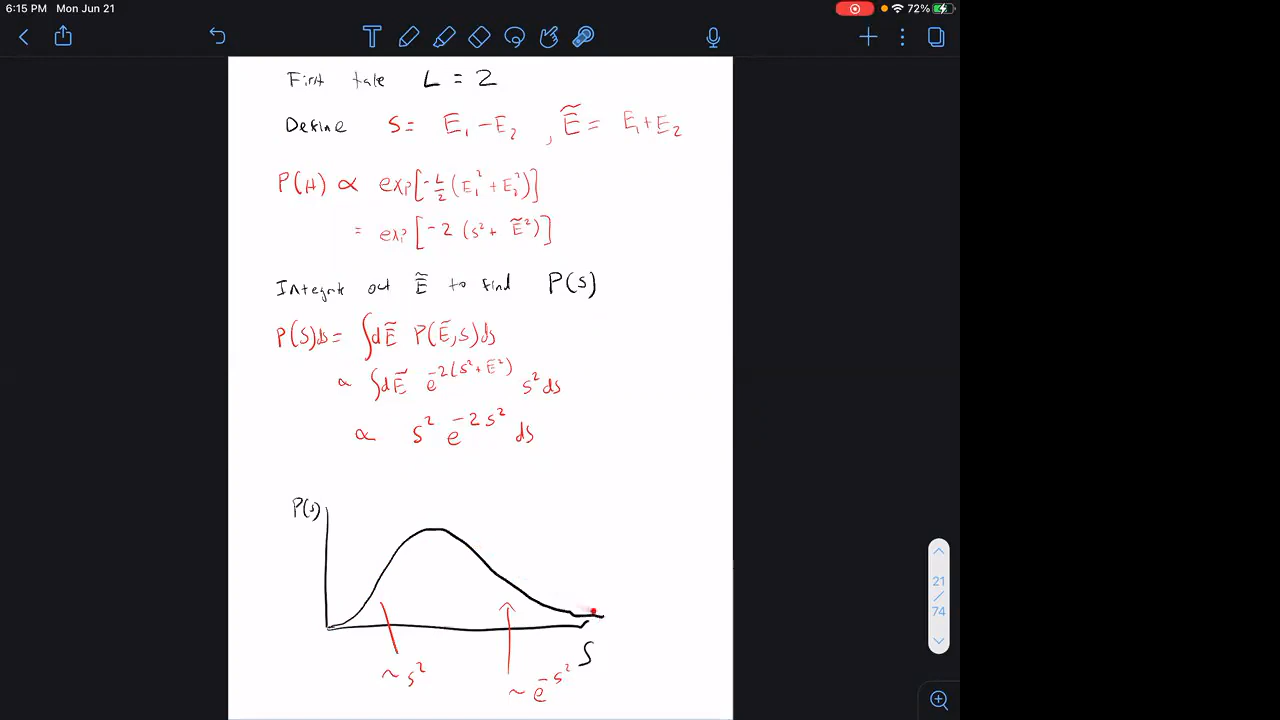 6:15 PM Mon Jun 21 72%
First take L = 2
Define S = E₁ - E₂ , Ẽ = E₁ + E₂
P(H) ∝ exp[-L/2 (E₁² + E₂²)]
= exp[-2 (s² + Ẽ²)]
Integrate out Ẽ to find P(s)
P(s)ds = ∫dẼ P(Ẽ,s)ds
∝ ∫dẼ e^{-2(s² + Ẽ²)} s² ds
∝ s² e^{-2s²} ds
P(s)
S
~ s²
~ e^{-s²}
21
/
74